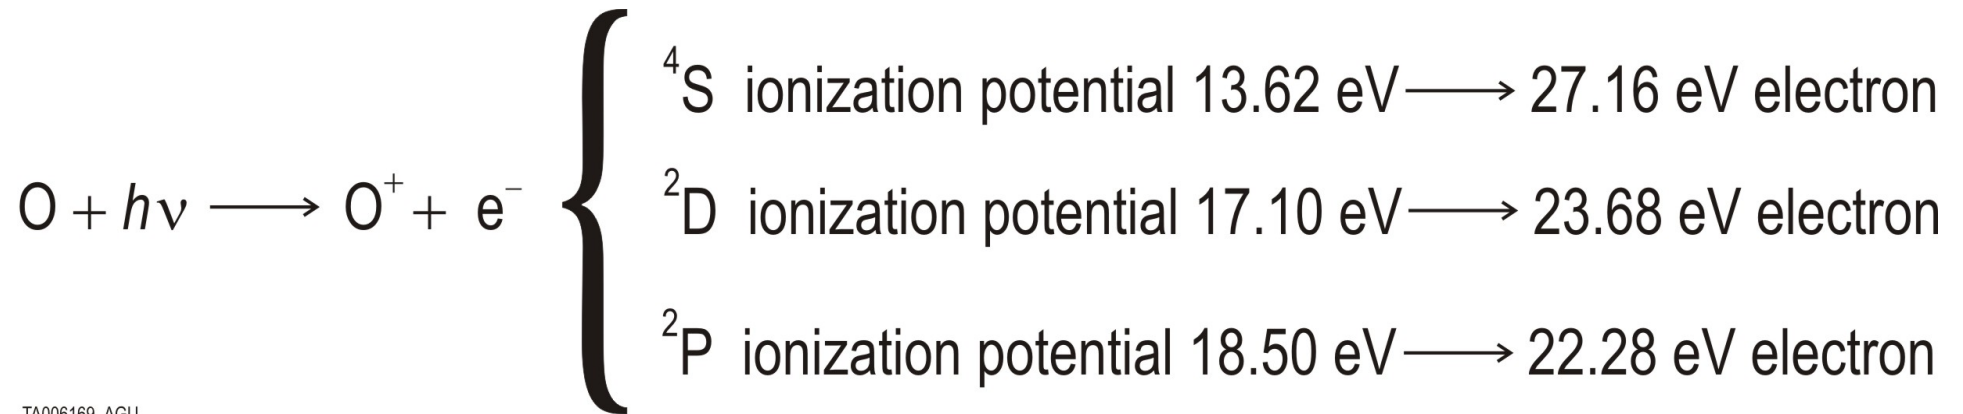 ⁴S ionization potential 13.62 eV⟶27.16 eV electron
O + hν ⟶ O⁺ + e⁻ { ²D ionization potential 17.10 eV⟶23.68 eV electron
²P ionization potential 18.50 eV⟶22.28 eV electron
TA006169_AGU